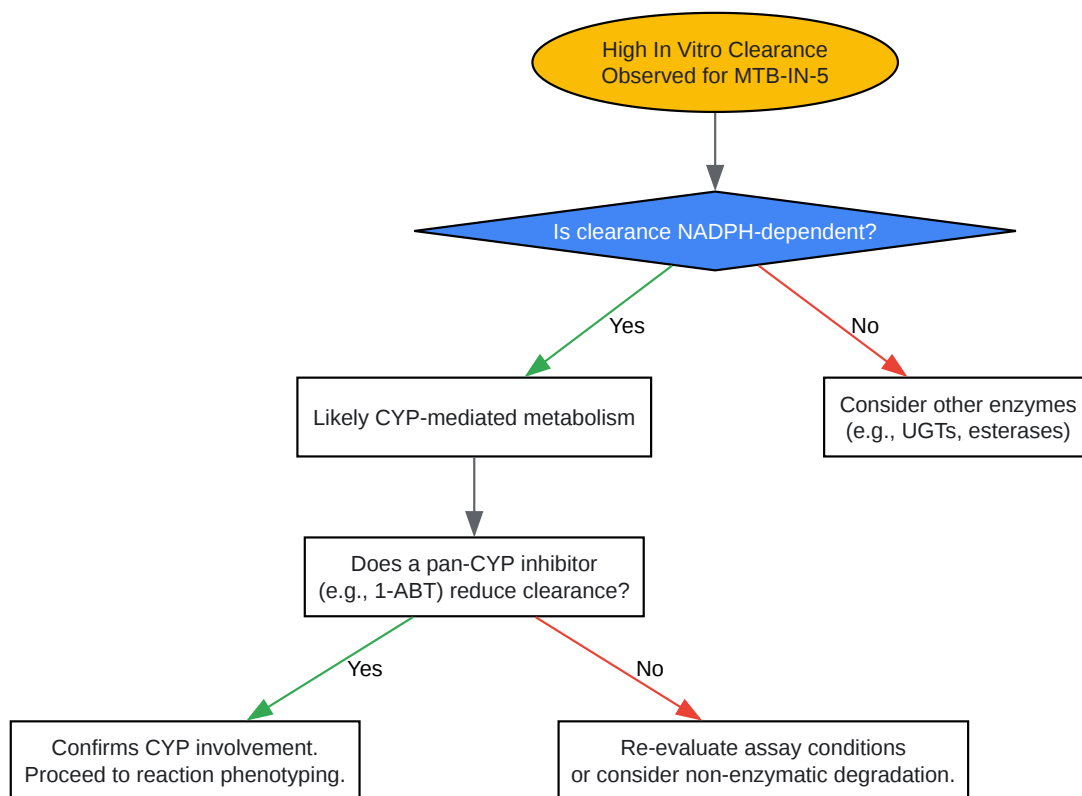 High In Vitro Clearance
Observed for MTB-IN-5
Is clearance NADPH-dependent?
Yes
No
Likely CYP-mediated metabolism
Consider other enzymes
(e.g., UGTs, esterases)
Does a pan-CYP inhibitor
(e.g., 1-ABT) reduce clearance?
Yes
No
Confirms CYP involvement.
Proceed to reaction phenotyping.
Re-evaluate assay conditions
or consider non-enzymatic degradation.